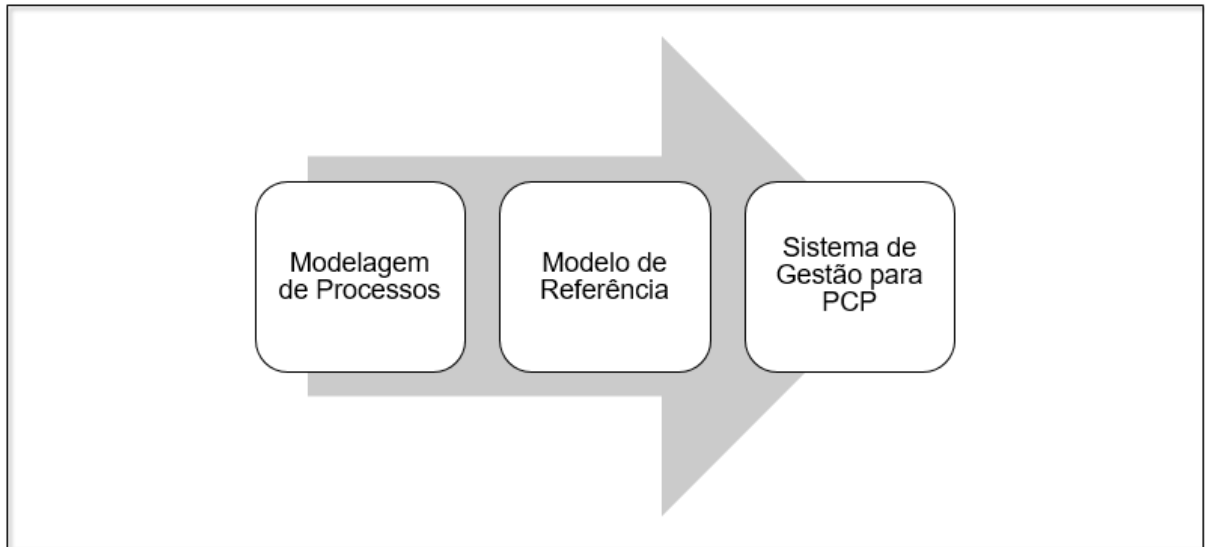 Modelagem
de Processos
Modelo de
Referência
Sistema de
Gestão para
PCP